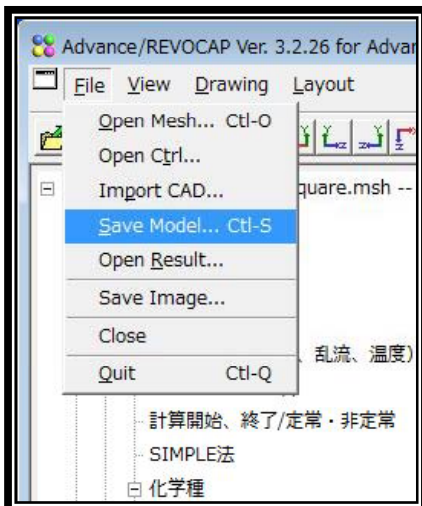 Advance/REVOCAP Ver. 3.2.26 for Advan
File View Drawing Layout
Open Mesh... Ctl-O
Open Ctrl...
Import CAD...
quare.msh --
Save Model... Ctl-S
Open Result...
Save Image...
Close
、乱流、温度)
Quit Ctl-Q
計算開始、終了/定常・非定常
SIMPLE法
化学種